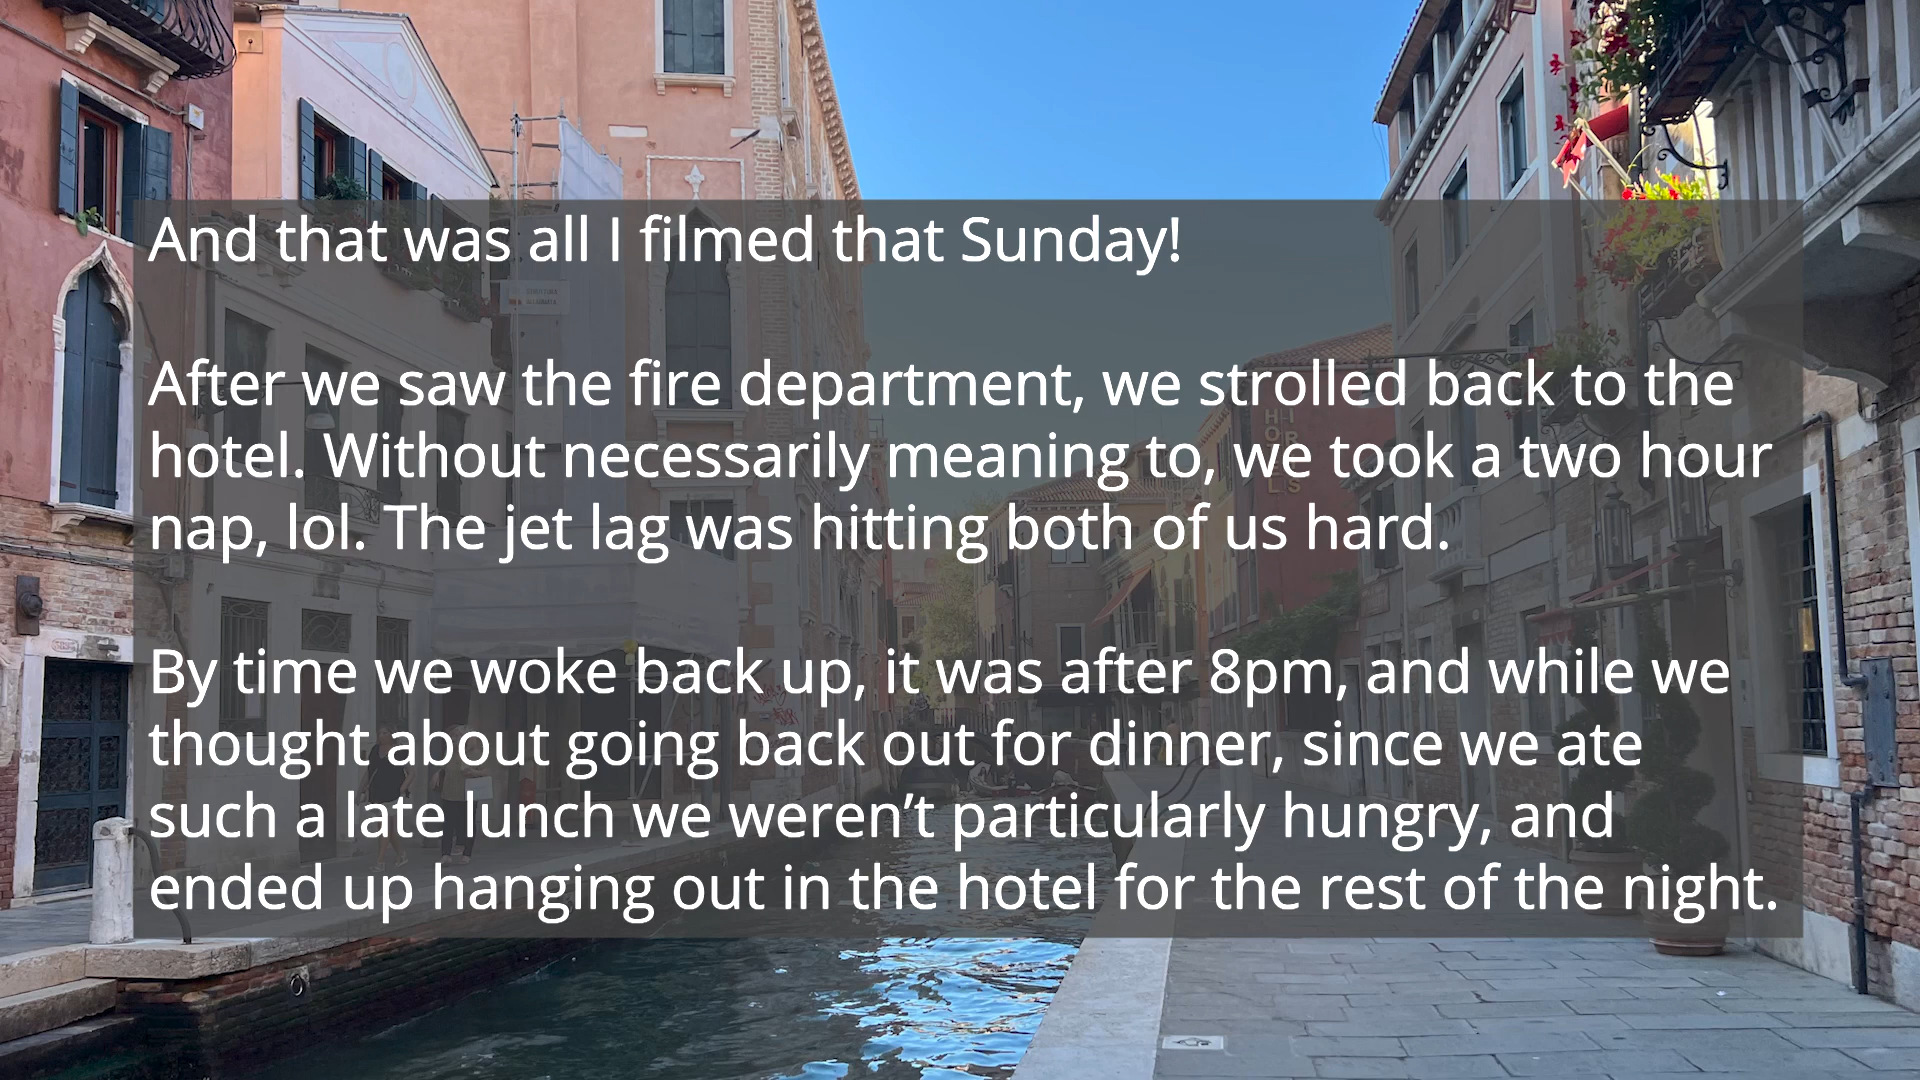 And that was all I filmed that Sunday!
After we saw the fire department, we strolled back to the
hotel. Without necessarily meaning to, we took a two hour
nap, lol. The jet lag was hitting both of us hard.
By time we woke back up, it was after 8pm, and while we
thought about going back out for dinner, since we ate
such a late lunch we weren’t particularly hungry, and
ended up hanging out in the hotel for the rest of the night.